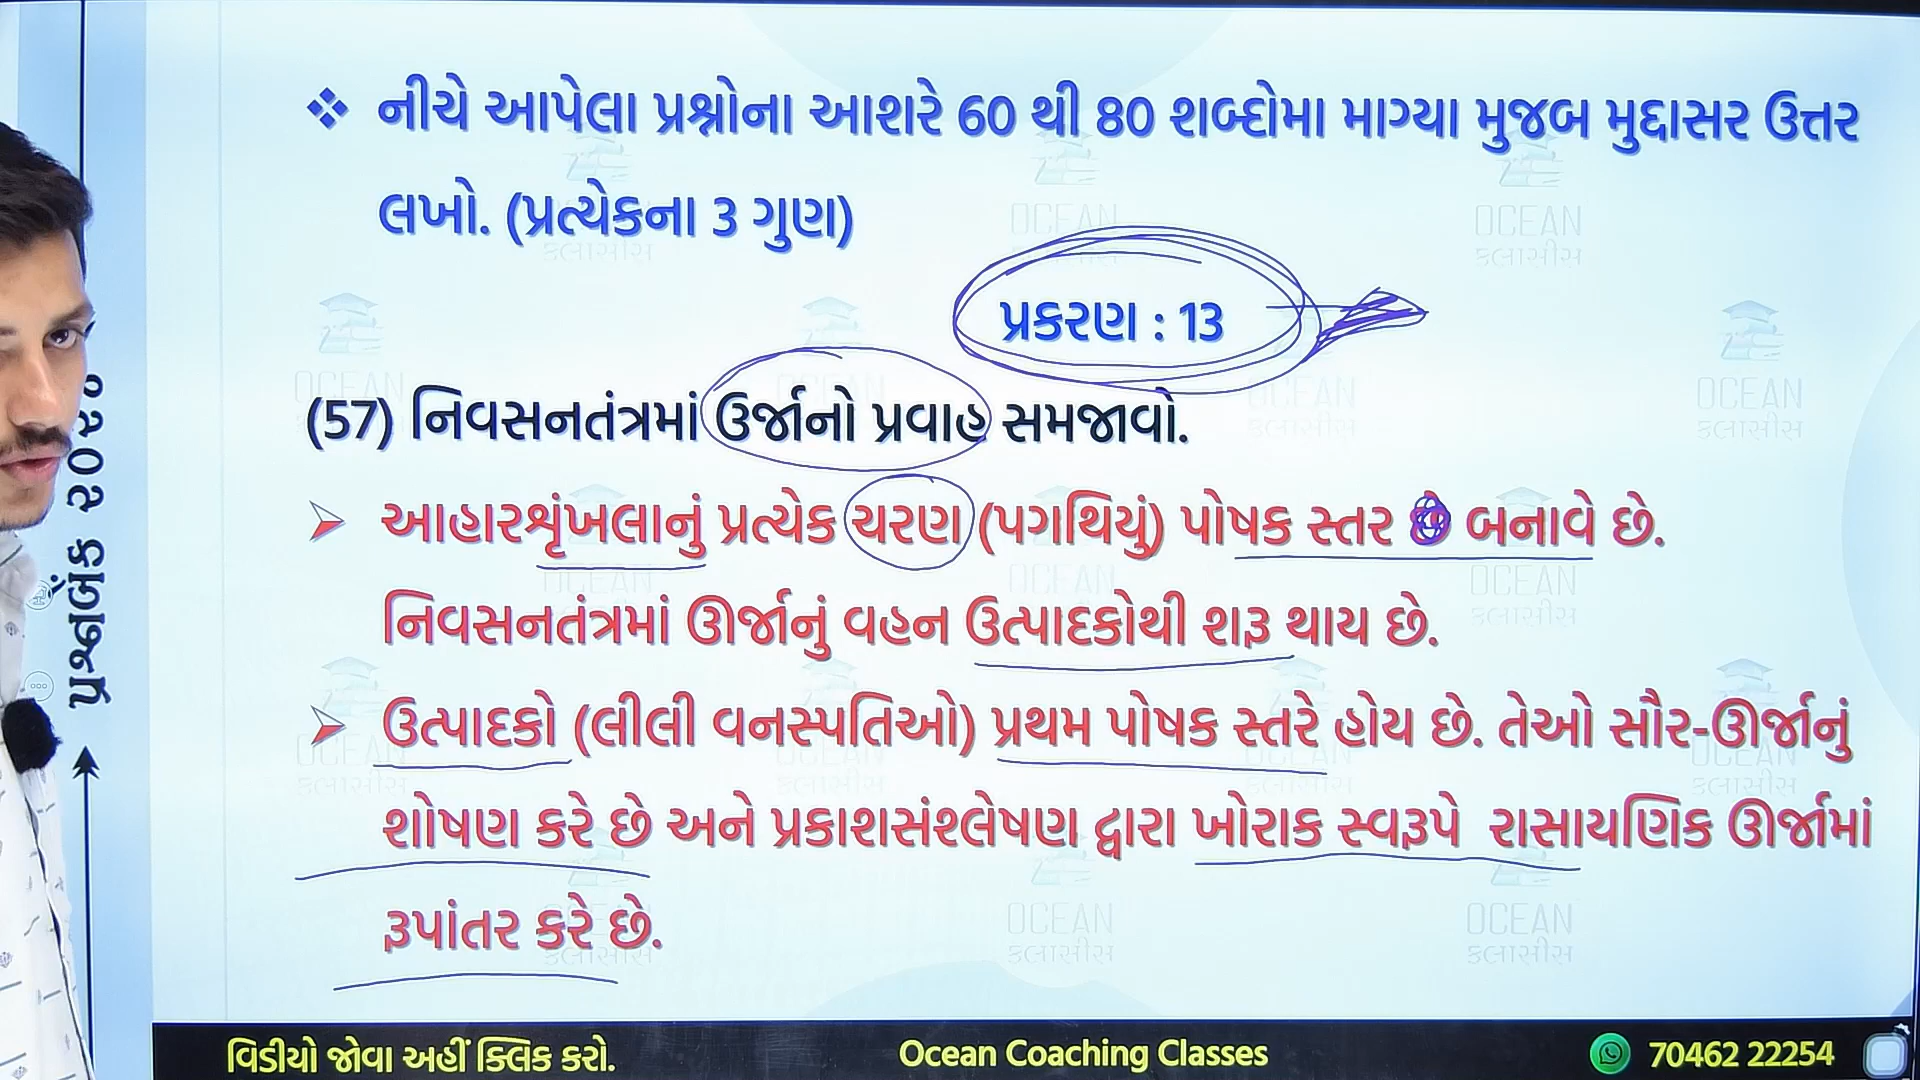 ❖ નીચે આપેલા પ્રશ્નોના આશરે 60 થી 80 શબ્દોમા માગ્યા મુજબ મુદ્દાસર ઉત્તર
લખો. (પ્રત્યેકના 3 ગુણ)
પ્રકરણ : 13
(57) નિવસનતંત્રમાં ઉર્જાનો પ્રવાહ સમજાવો.
➢ આહારશૃંખલાનું પ્રત્યેક ચરણ (પગથિયું) પોષક સ્તર બનાવે છે.
નિવસનતંત્રમાં ઊર્જાનું વહન ઉત્પાદકોથી શરૂ થાય છે.
➢ ઉત્પાદકો (લીલી વનસ્પતિઓ) પ્રથમ પોષક સ્તરે હોય છે. તેઓ સૌર-ઊર્જાનું
શોષણ કરે છે અને પ્રકાશસંશ્લેષણ દ્વારા ખોરાક સ્વરૂપે રાસાયણિક ઊર્જામાં
રૂપાંતર કરે છે.
પ્રશ્નબેંક
OCEAN
ક્લાસીસ
વિડીયો જોવા અહીં ક્લિક કરો.
Ocean Coaching Classes
70462 22254